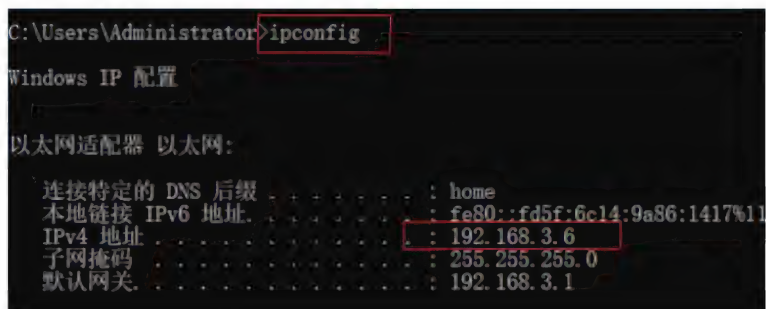 C:\Users\Administrator>ipconfig
Windows IP 配置
以太网适配器 以太网:
连接特定的 DNS 后缀 . . . . . . . : home
本地链接 IPv6 地址. . . . . . . . : fe80::fd5f:6c14:9a86:1417%11
IPv4 地址 . . . . . . . . . . . . : 192.168.3.6
子网掩码 . . . . . . . . . . . . : 255.255.255.0
默认网关. . . . . . . . . . . . . : 192.168.3.1